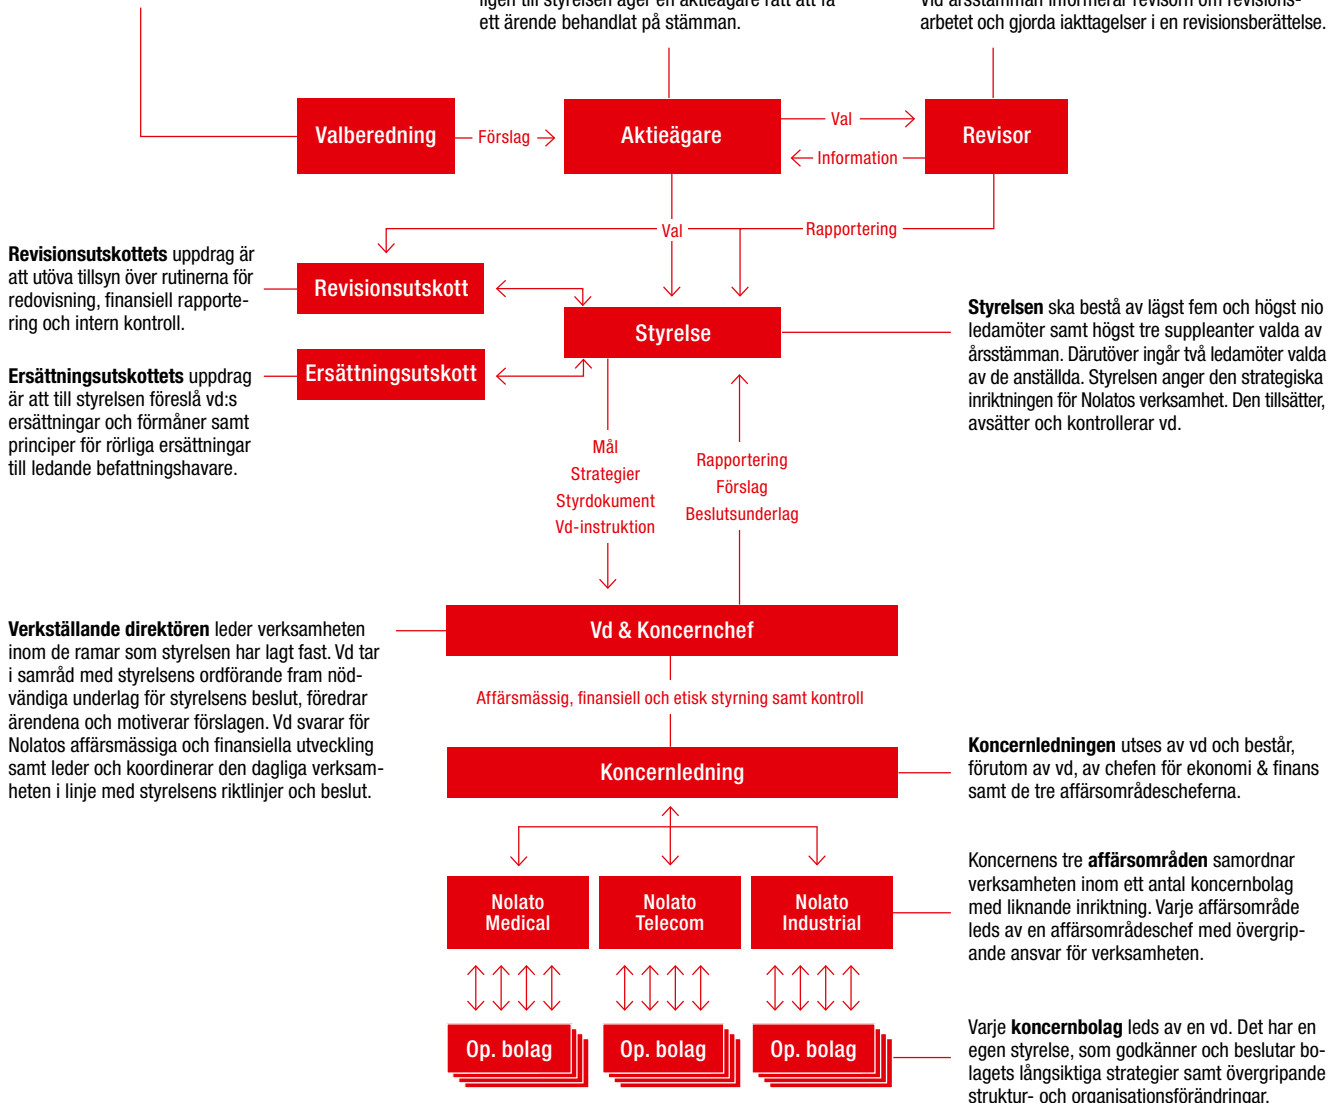 ligen till styrelsen äger en aktieägare rätt att få
ett ärende behandlat på stämman.
Vid årsstämman informerar revisorn om revisions-
arbetet och gjorda iakttagelser i en revisionsberättelse.
Valberedning
Förslag
Aktieägare
Val
Information
Revisor
Val
Rapportering
Revisionsutskottets uppdrag är
att utöva tillsyn över rutinerna för
redovisning, finansiell rapporte-
ring och intern kontroll.
Revisionsutskott
Styrelse
Styrelsen ska bestå av lägst fem och högst nio
ledamöter samt högst tre suppleanter valda av
årsstämman. Därutöver ingår två ledamöter valda
av de anställda. Styrelsen anger den strategiska
inriktningen för Nolatos verksamhet. Den tillsätter,
avsätter och kontrollerar vd.
Ersättningsutskottets uppdrag
är att till styrelsen föreslå vd:s
ersättningar och förmåner samt
principer för rörliga ersättningar
till ledande befattningshavare.
Ersättningsutskott
Mål
Strategier
Styrdokument
Vd-instruktion
Rapportering
Förslag
Beslutsunderlag
Verkställande direktören leder verksamheten
inom de ramar som styrelsen har lagt fast. Vd tar
i samråd med styrelsens ordförande fram nöd-
vändiga underlag för styrelsens beslut, föredrar
ärendena och motiverar förslagen. Vd svarar för
Nolatos affärsmässiga och finansiella utveckling
samt leder och koordinerar den dagliga verksam-
heten i linje med styrelsens riktlinjer och beslut.
Vd & Koncernchef
Affärsmässig, finansiell och etisk styrning samt kontroll
Koncernledning
Koncernledningen utses av vd och består,
förutom av vd, av chefen för ekonomi & finans
samt de tre affärsområdescheferna.
Nolato
Medical
Nolato
Telecom
Nolato
Industrial
Koncernens tre affärsområden samordnar
verksamheten inom ett antal koncernbolag
med liknande inriktning. Varje affärsområde
leds av en affärsområdeschef med övergrip-
ande ansvar för verksamheten.
Op. bolag
Op. bolag
Op. bolag
Varje koncernbolag leds av en vd. Det har en
egen styrelse, som godkänner och beslutar bo-
lagets långsiktiga strategier samt övergripande
struktur- och organisationsförändringar.